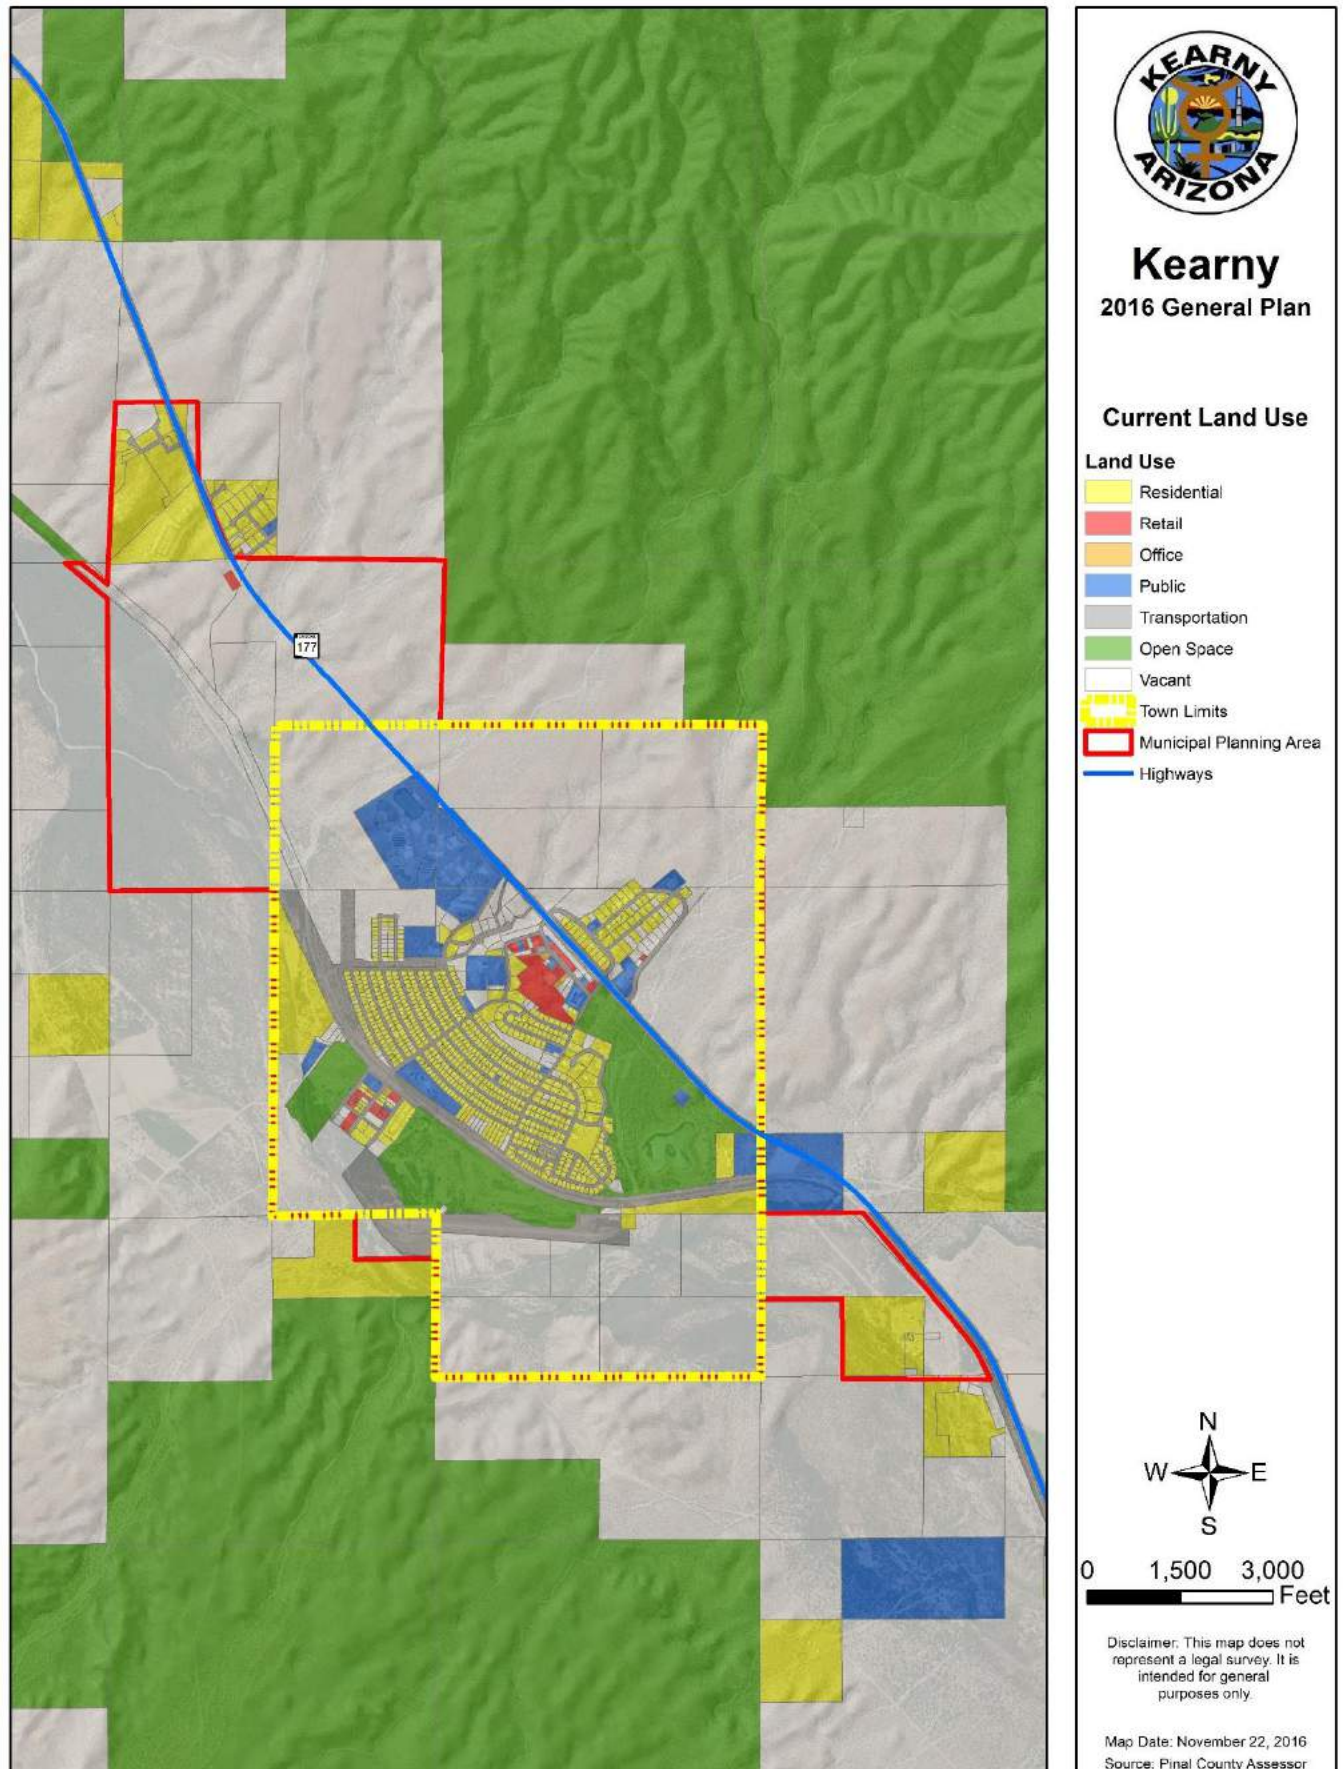 KEARNY
ARIZONA
Kearny
2016 General Plan
Current Land Use
Land Use
Residential
Retail
Office
Public
Transportation
Open Space
Vacant
Town Limits
Municipal Planning Area
Highways
177
N
W E
S
0 1,500 3,000
Feet
Disclaimer: This map does not
represent a legal survey. It is
intended for general
purposes only.
Map Date: November 22, 2016
Source: Pinal County Assessor